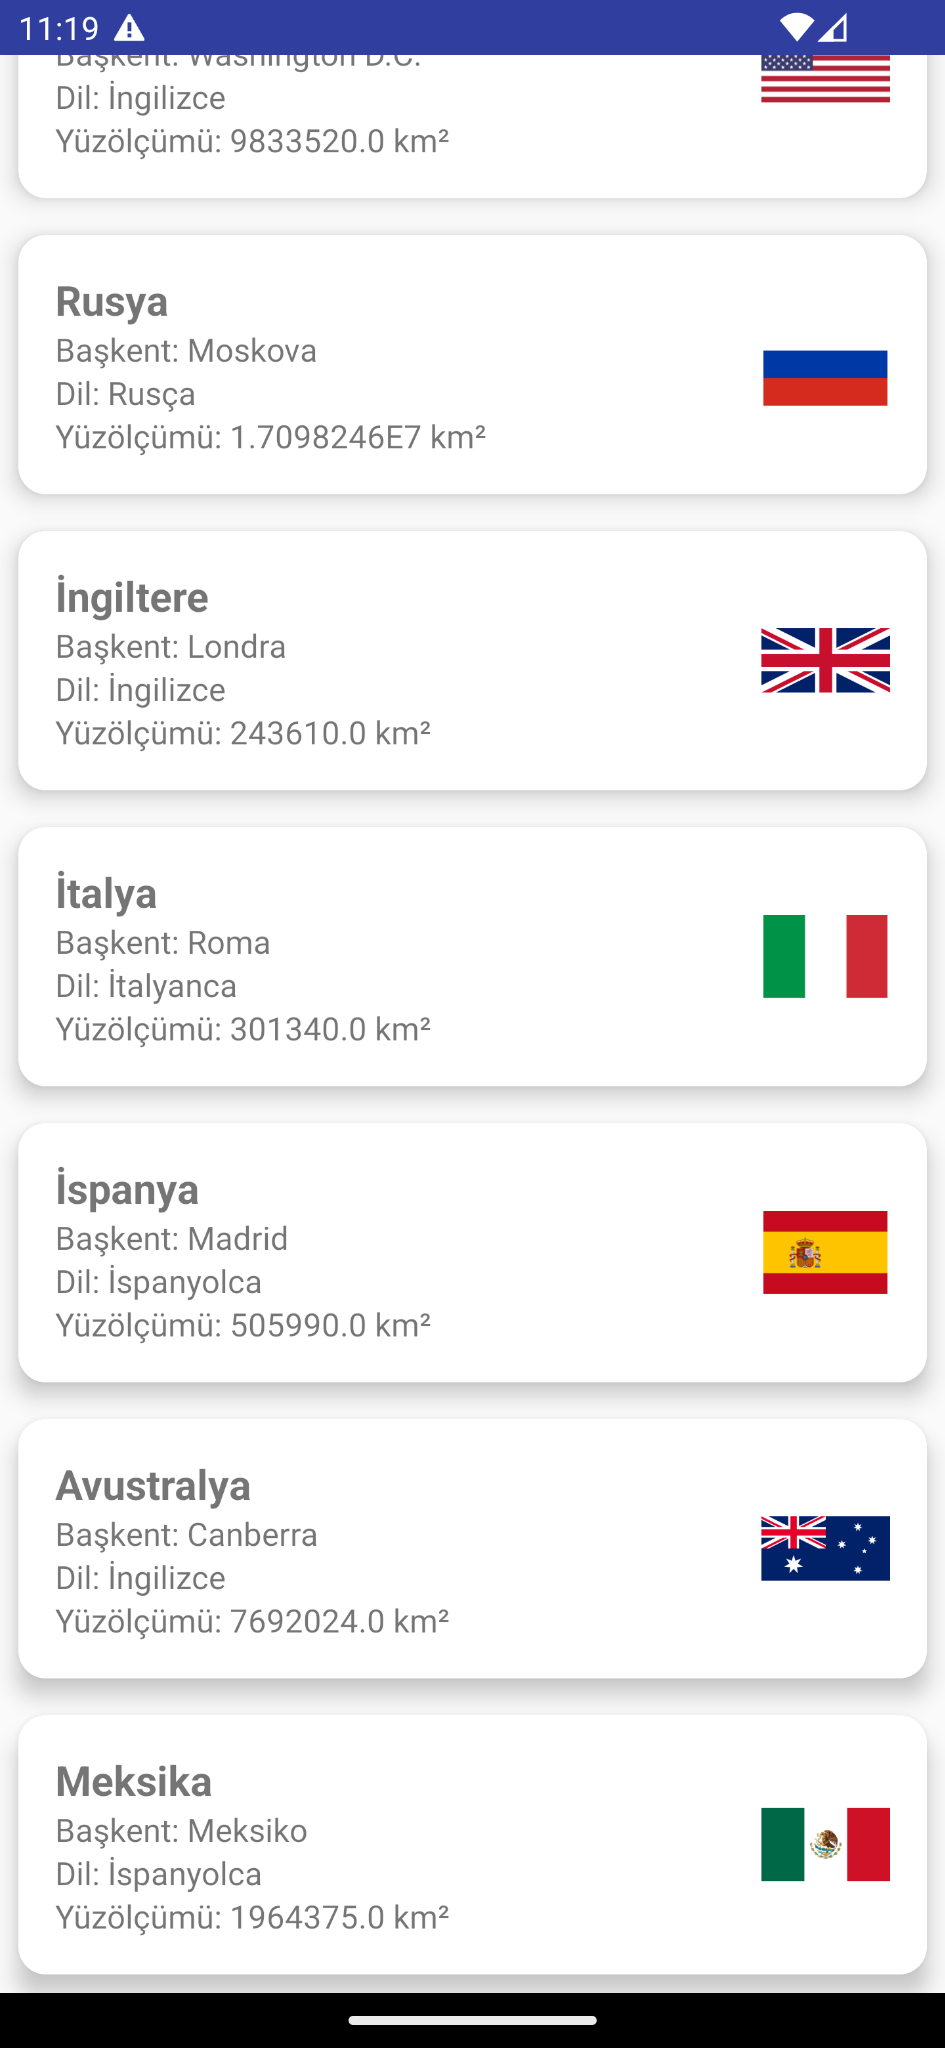 11:19
Başkent: Washington D.C.
Dil: İngilizce
Yüzölçümü: 9833520.0 km²
Rusya
Başkent: Moskova
Dil: Rusça
Yüzölçümü: 1.7098246E7 km²
İngiltere
Başkent: Londra
Dil: İngilizce
Yüzölçümü: 243610.0 km²
İtalya
Başkent: Roma
Dil: İtalyanca
Yüzölçümü: 301340.0 km²
İspanya
Başkent: Madrid
Dil: İspanyolca
Yüzölçümü: 505990.0 km²
Avustralya
Başkent: Canberra
Dil: İngilizce
Yüzölçümü: 7692024.0 km²
Meksika
Başkent: Meksiko
Dil: İspanyolca
Yüzölçümü: 1964375.0 km²